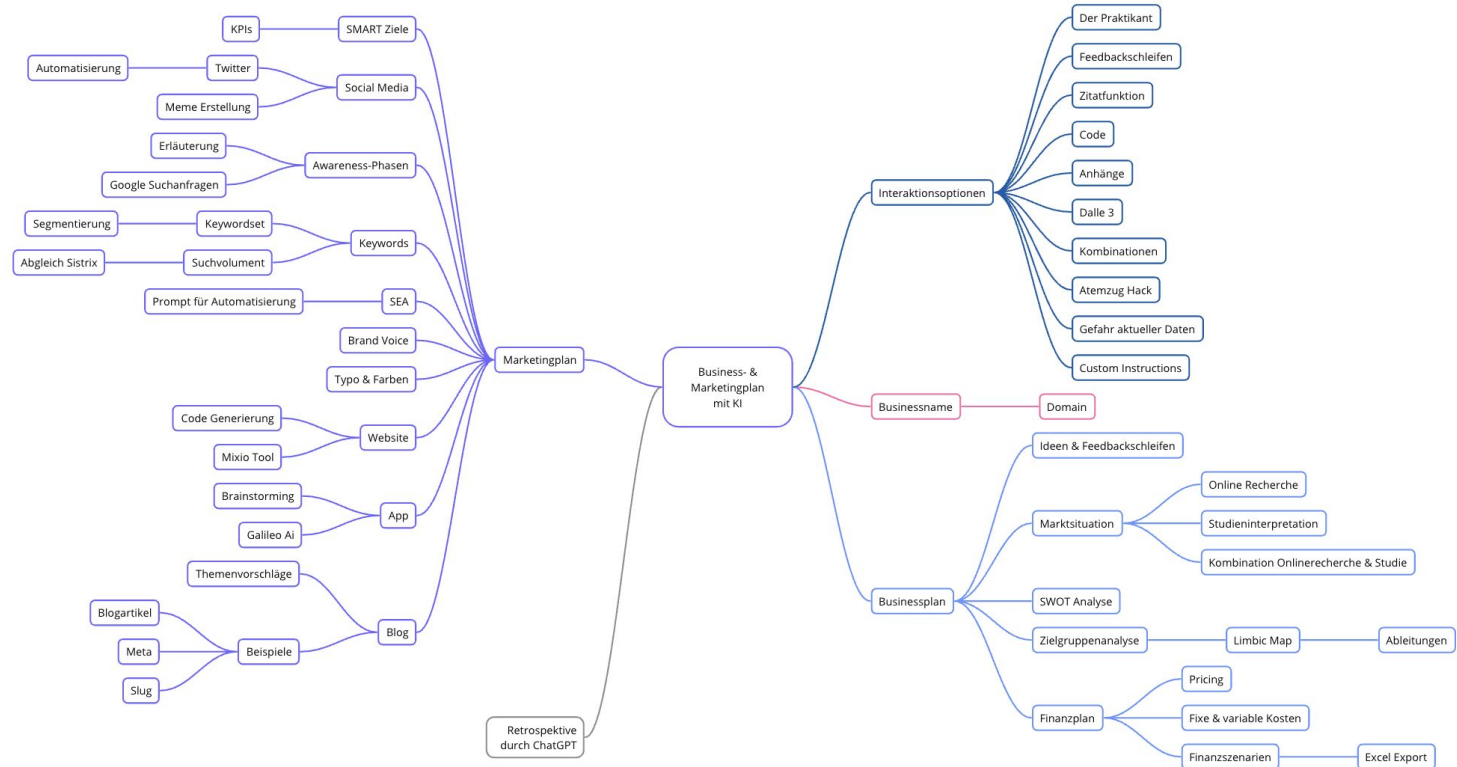 Business- &
Marketingplan
mit KI
Interaktionsoptionen
Der Praktikant
Feedbackschleifen
Zitatfunktion
Code
Anhänge
Dalle 3
Kombinationen
Atemzug Hack
Gefahr aktueller Daten
Custom Instructions
Businessname
Domain
Businessplan
Ideen & Feedbackschleifen
Marktsituation
Online Recherche
Studieninterpretation
Kombination Onlinerecherche & Studie
SWOT Analyse
Zielgruppenanalyse
Limbic Map
Ableitungen
Finanzplan
Pricing
Fixe & variable Kosten
Finanzszenarien
Excel Export
Marketingplan
SMART Ziele
KPIs
Social Media
Twitter
Automatisierung
Meme Erstellung
Awareness-Phasen
Erläuterung
Google Suchanfragen
Keywords
Keywordset
Segmentierung
Suchvolument
Abgleich Sistrix
SEA
Prompt für Automatisierung
Brand Voice
Typo & Farben
Website
Code Generierung
Mixio Tool
App
Brainstorming
Galileo Ai
Blog
Themenvorschläge
Beispiele
Blogartikel
Meta
Slug
Retrospektive
durch ChatGPT